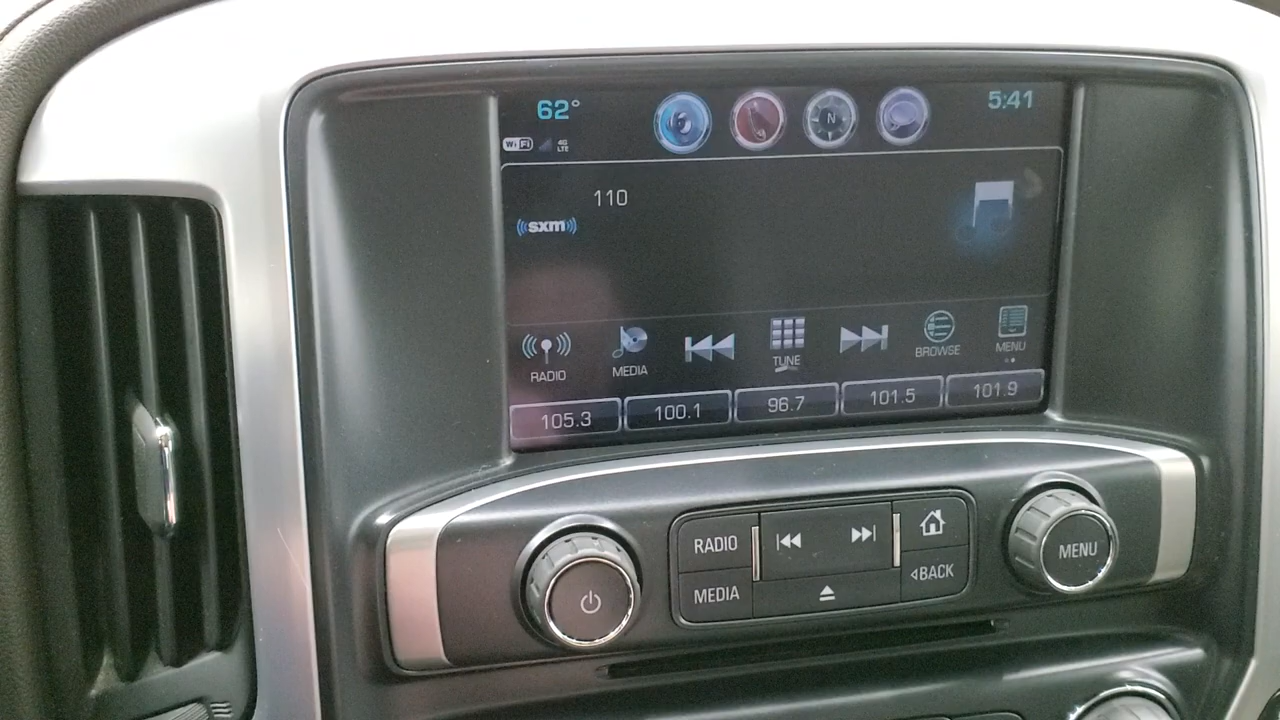 62° 5:41
WiFi 4G LTE
N
110
((sxm))
RADIO MEDIA TUNE BROWSE MENU
105.3 100.1 96.7 101.5 101.9
RADIO
MEDIA
BACK
MENU